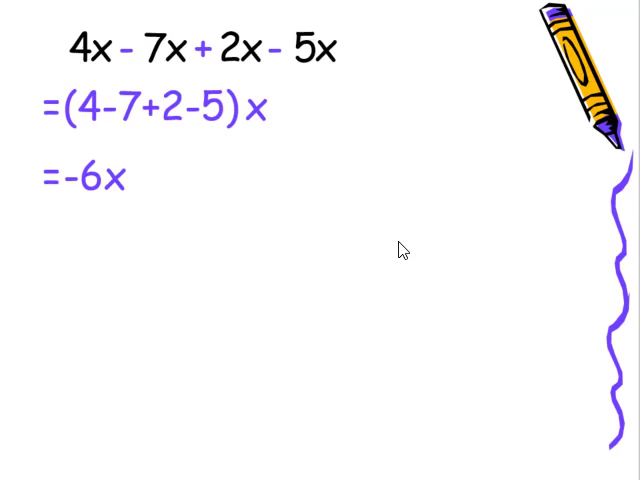 4x - 7x + 2x - 5x
=(4-7+2-5)x
=-6x